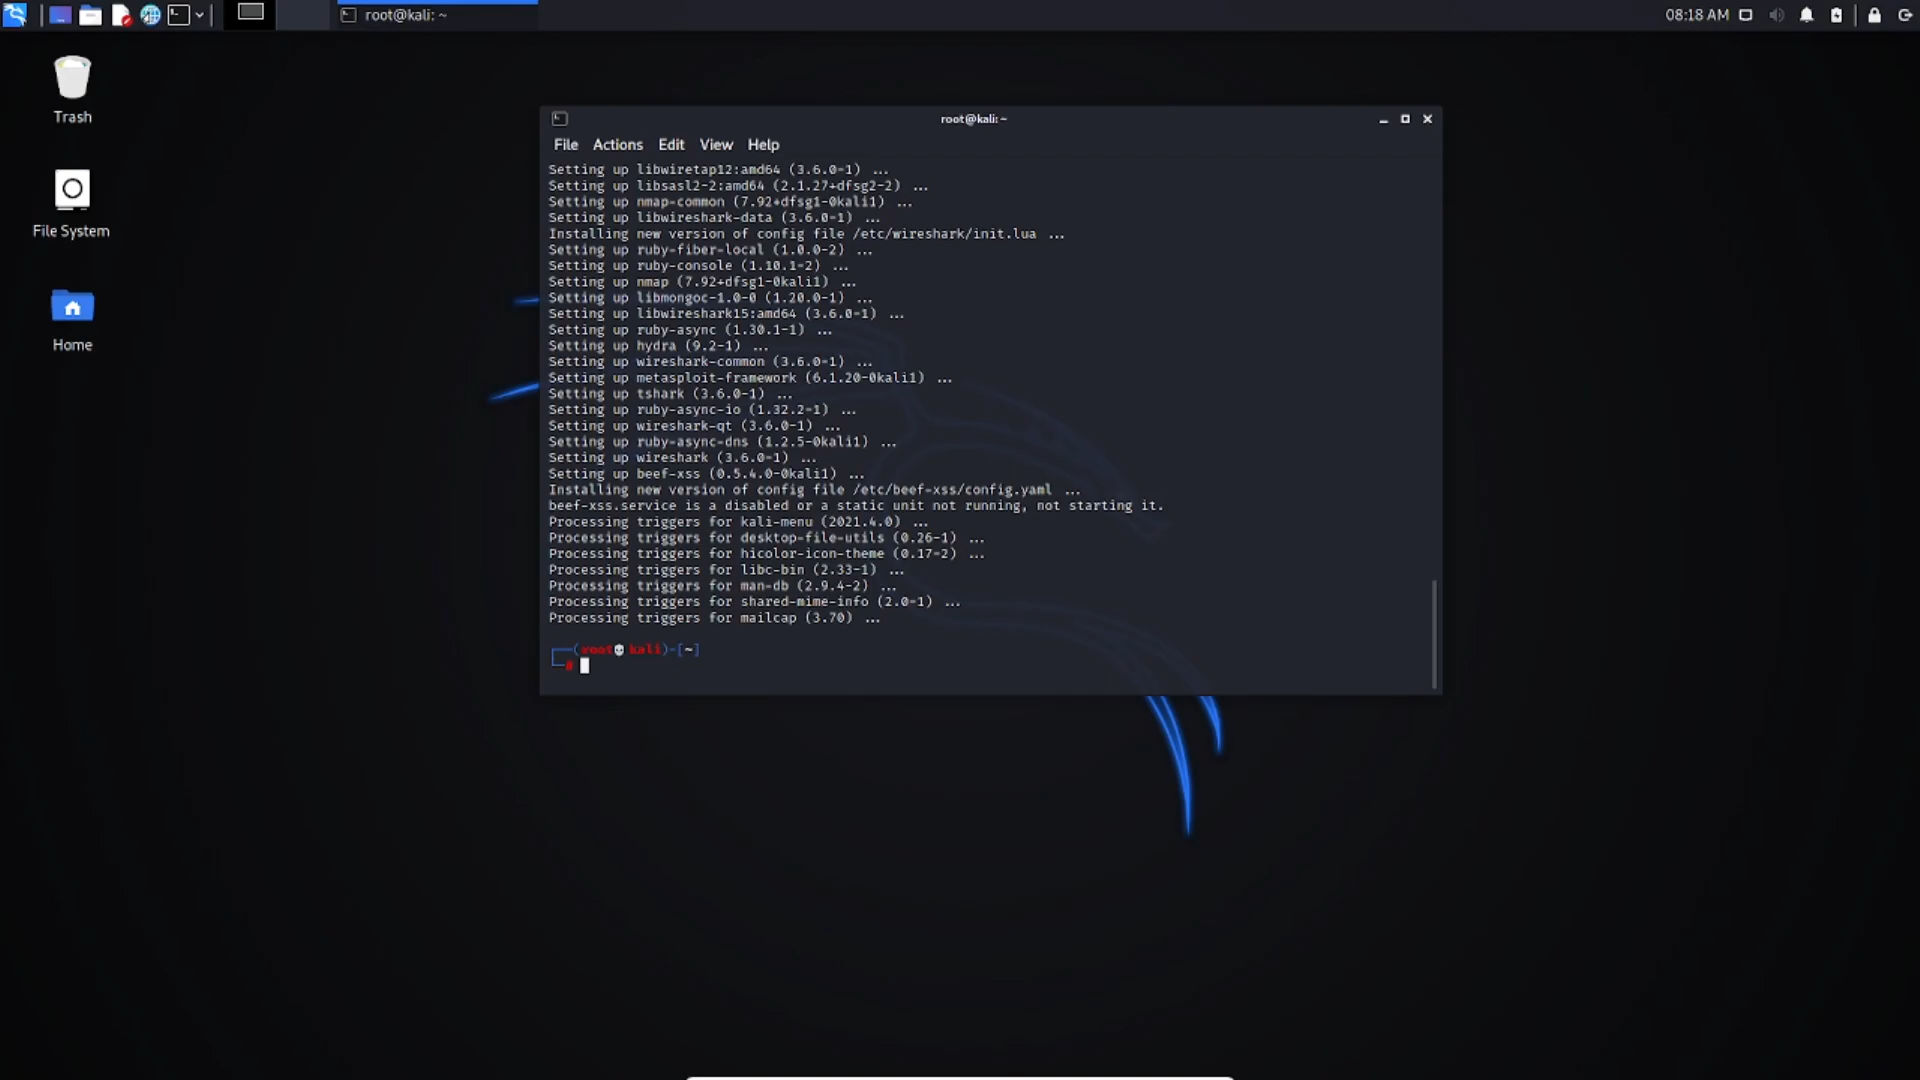 root@kali: ~
08:18 AM
Trash
File System
Home
root@kali:~
File Actions Edit View Help
Setting up libwiretap12:amd64 (3.6.0-1) ...
Setting up libsasl2-2:amd64 (2.1.27+dfsg2-2) ...
Setting up nmap-common (7.92+dfsg1-0kali1) ...
Setting up libwireshark-data (3.6.0-1) ...
Installing new version of config file /etc/wireshark/init.lua ...
Setting up ruby-fiber-local (1.0.0-2) ...
Setting up ruby-console (1.10.1-2) ...
Setting up nmap (7.92+dfsg1-0kali1) ...
Setting up libmongoc-1.0-0 (1.20.0-1) ...
Setting up libwireshark15:amd64 (3.6.0-1) ...
Setting up ruby-async (1.30.1-1) ...
Setting up hydra (9.2-1) ...
Setting up wireshark-common (3.6.0-1) ...
Setting up metasploit-framework (6.1.20-0kali1) ...
Setting up tshark (3.6.0-1) ...
Setting up ruby-async-io (1.32.2-1) ...
Setting up wireshark-qt (3.6.0-1) ...
Setting up ruby-async-dns (1.2.5-0kali1) ...
Setting up wireshark (3.6.0-1) ...
Setting up beef-xss (0.5.4.0-0kali1) ...
Installing new version of config file /etc/beef-xss/config.yaml ...
beef-xss.service is a disabled or a static unit not running, not starting it.
Processing triggers for kali-menu (2021.4.0) ...
Processing triggers for desktop-file-utils (0.26-1) ...
Processing triggers for hicolor-icon-theme (0.17-2) ...
Processing triggers for libc-bin (2.33-1) ...
Processing triggers for man-db (2.9.4-2) ...
Processing triggers for shared-mime-info (2.0-1) ...
Processing triggers for mailcap (3.70) ...
┌──(root💀kali)-[~]
└─#